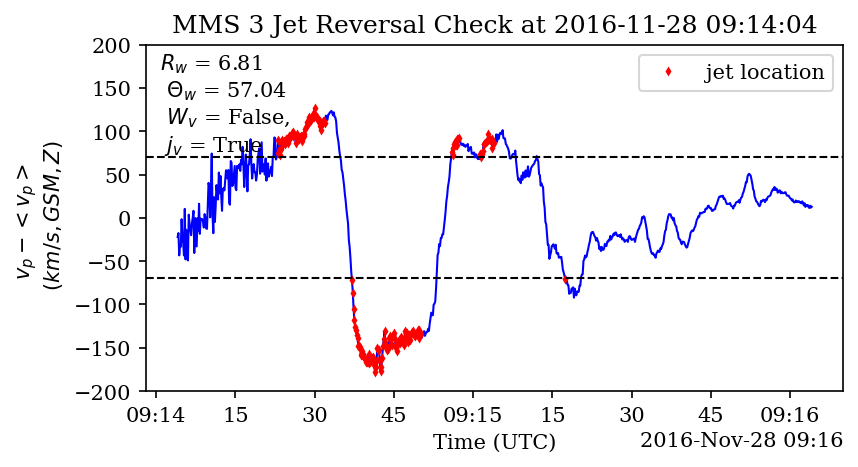 MMS 3 Jet Reversal Check at 2016-11-28 09:14:04
R_w = 6.81
Θ_w = 57.04
W_v = False,
j_v = True
jet location
v_p − < v_p >
(km/s, GSM, Z)
200
150
100
50
0
−50
−100
−150
−200
09:14 15 30 45 09:15 15 30 45 09:16
Time (UTC)
2016-Nov-28 09:16